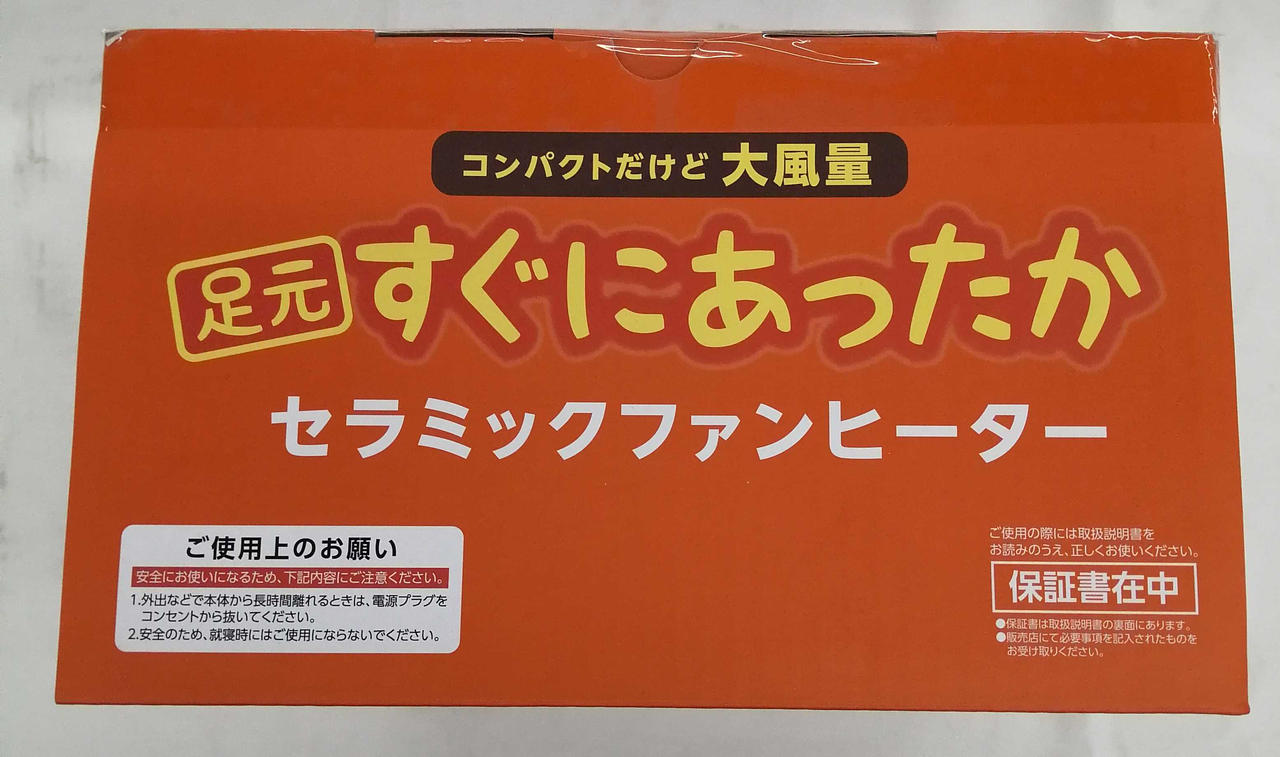 コンパクトだけど 大風量
足元 すぐにあったか
セラミックファンヒーター
ご使用上のお願い
安全にお使いになるため、下記内容にご注意ください。
1.外出などで本体から長時間離れるときは、電源プラグを
コンセントから抜いてください。
2.安全のため、就寝時にはご使用にならないでください。
ご使用の際には取扱説明書を
お読みのうえ、正しくお使いください。
保証書在中
●保証書は取扱説明書の裏面にあります。
●販売店にて必要事項を記入されたものを
お受け取りください。